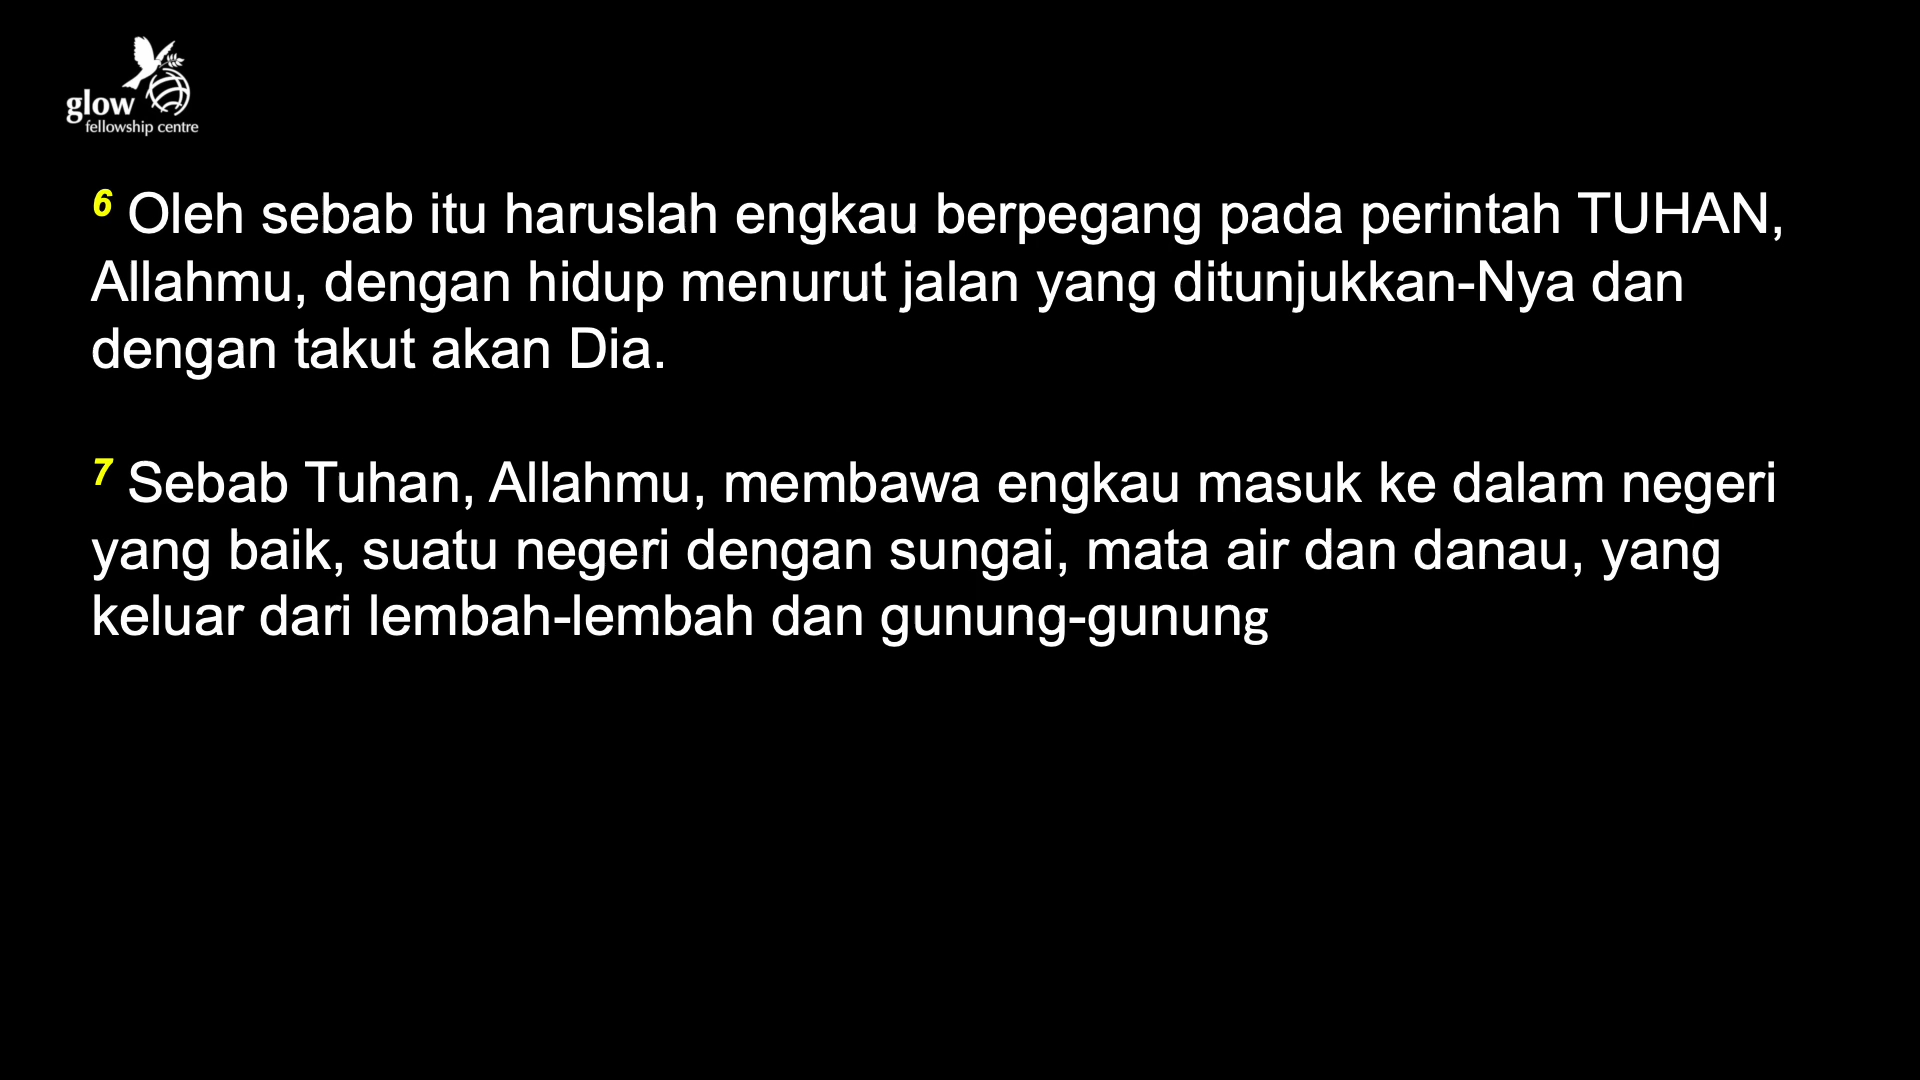 glow
fellowship centre
6 Oleh sebab itu haruslah engkau berpegang pada perintah TUHAN,
Allahmu, dengan hidup menurut jalan yang ditunjukkan-Nya dan
dengan takut akan Dia.
7 Sebab Tuhan, Allahmu, membawa engkau masuk ke dalam negeri
yang baik, suatu negeri dengan sungai, mata air dan danau, yang
keluar dari lembah-lembah dan gunung-gunung